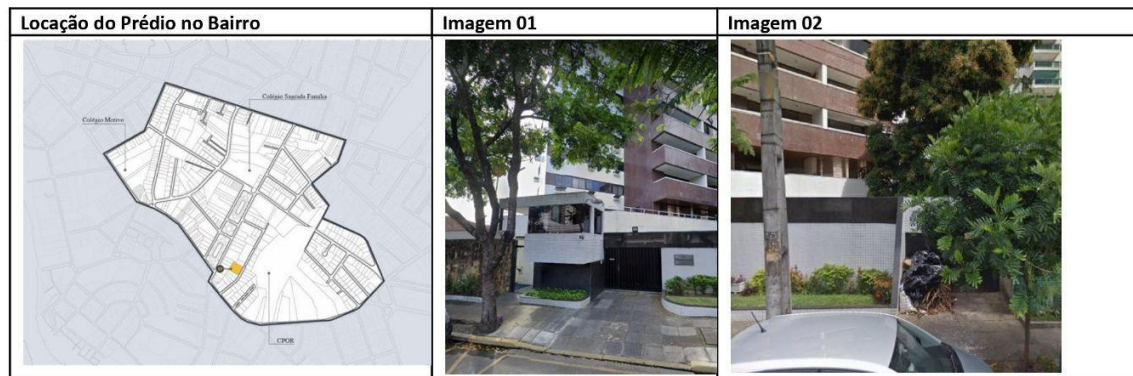 Locação do Prédio no Bairro
Imagem 01
Imagem 02
Colégio Sagrada Família
Colégio Motivo
CPOR